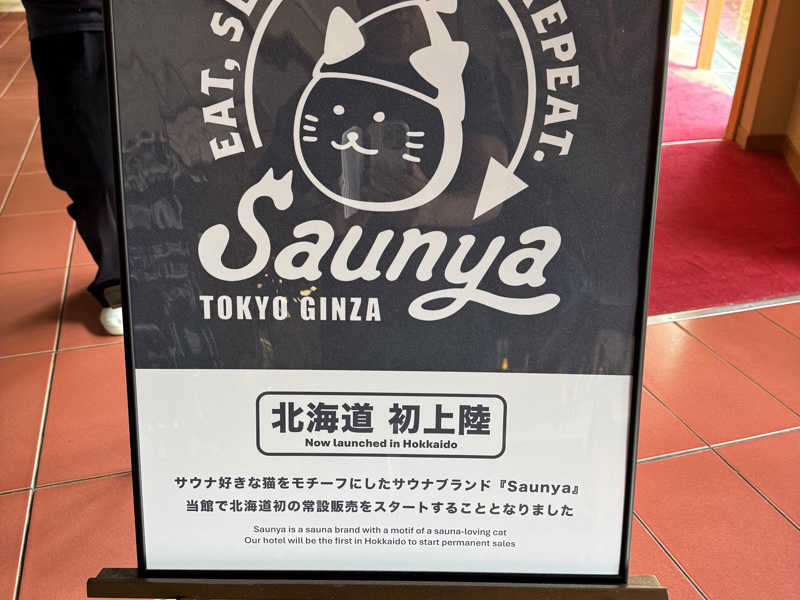 EAT,
REPEAT.
Saunya
TOKYO GINZA
北海道 初上陸
Now launched in Hokkaido
サウナ好きな猫をモチーフにしたサウナブランド『Saunya』
当館で北海道初の常設販売をスタートすることとなりました
Saunya is a sauna brand with a motif of a sauna-loving cat
Our hotel will be the first in Hokkaido to start permanent sales